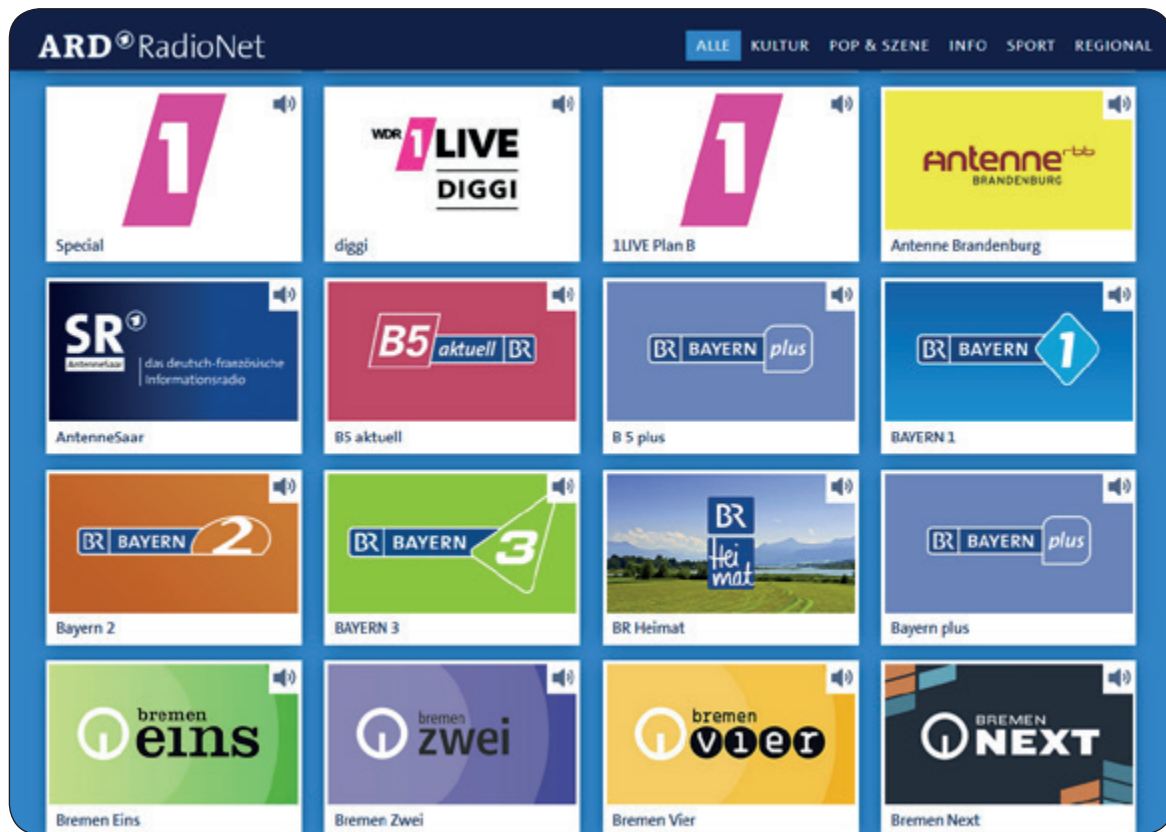 ARD RadioNet
ALLE KULTUR POP & SZENE INFO SPORT REGIONAL
1
Special
WDR 1 LIVE
DIGGI
diggi
1
1LIVE Plan B
Antenne rbb
BRANDENBURG
Antenne Brandenburg
SR 1
AntenneSaar
das deutsch-französische
Informationsradio
AntenneSaar
B5 aktuell BR
B5 aktuell
BR BAYERN plus
B 5 plus
BR BAYERN 1
BAYERN 1
BR BAYERN 2
Bayern 2
BR BAYERN 3
BAYERN 3
BR
Hei
mat
BR Heimat
BR BAYERN plus
Bayern plus
bremen
eins
Bremen Eins
bremen
zwei
Bremen Zwei
bremen
vier
Bremen Vier
BREMEN
NEXT
Bremen Next